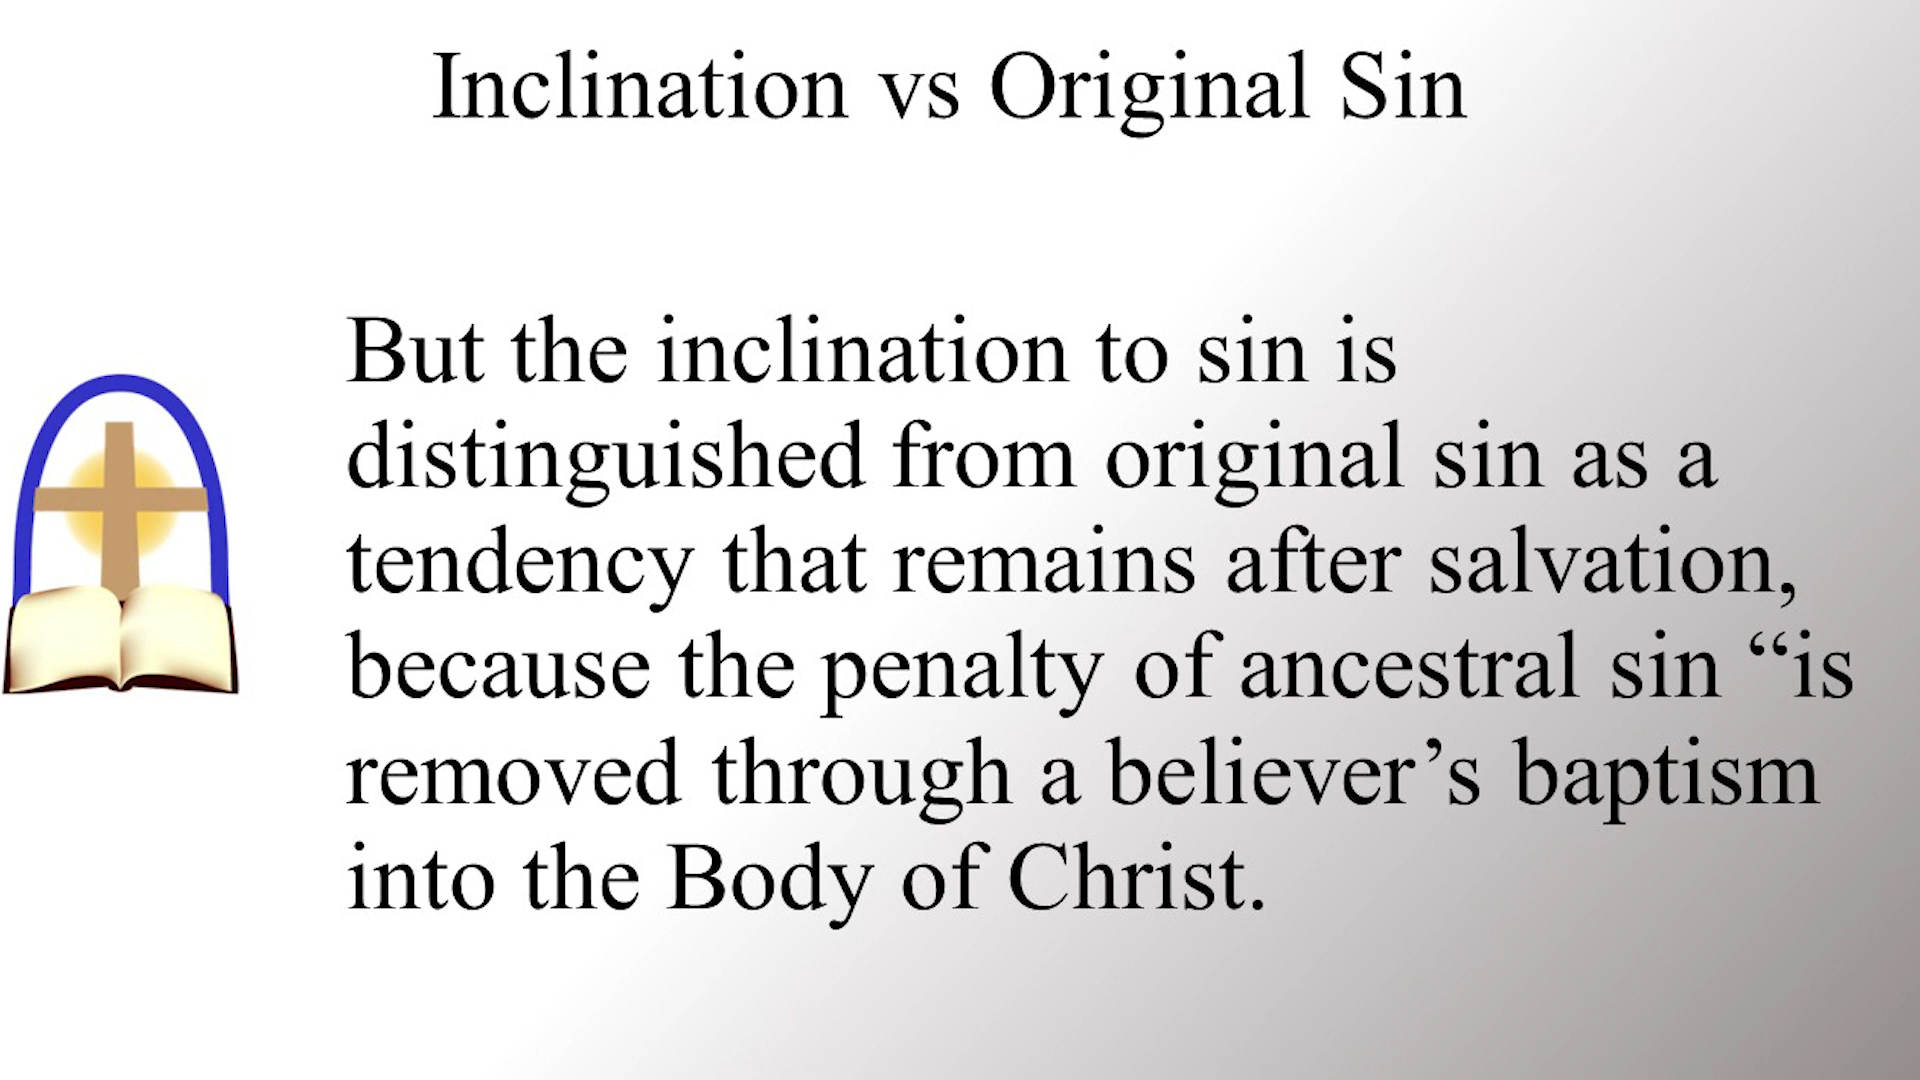 Inclination vs Original Sin
But the inclination to sin is
distinguished from original sin as a
tendency that remains after salvation,
because the penalty of ancestral sin “is
removed through a believer’s baptism
into the Body of Christ.